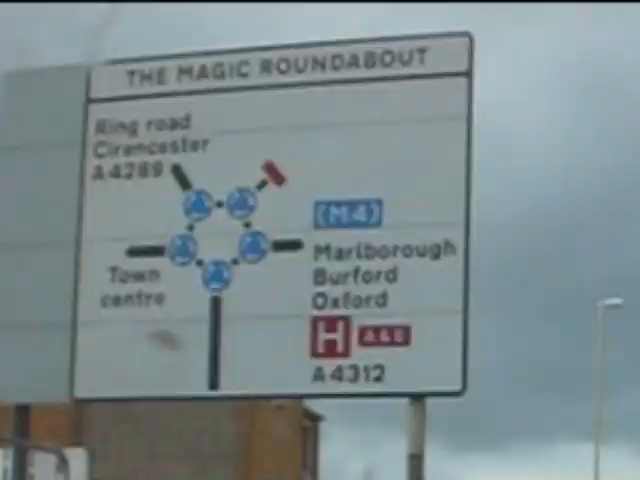 THE MAGIC ROUNDABOUT
Ring road
Cirencester
A4289
(M4)
Marlborough
Burford
Oxford
Town
centre
H A&E
A4312